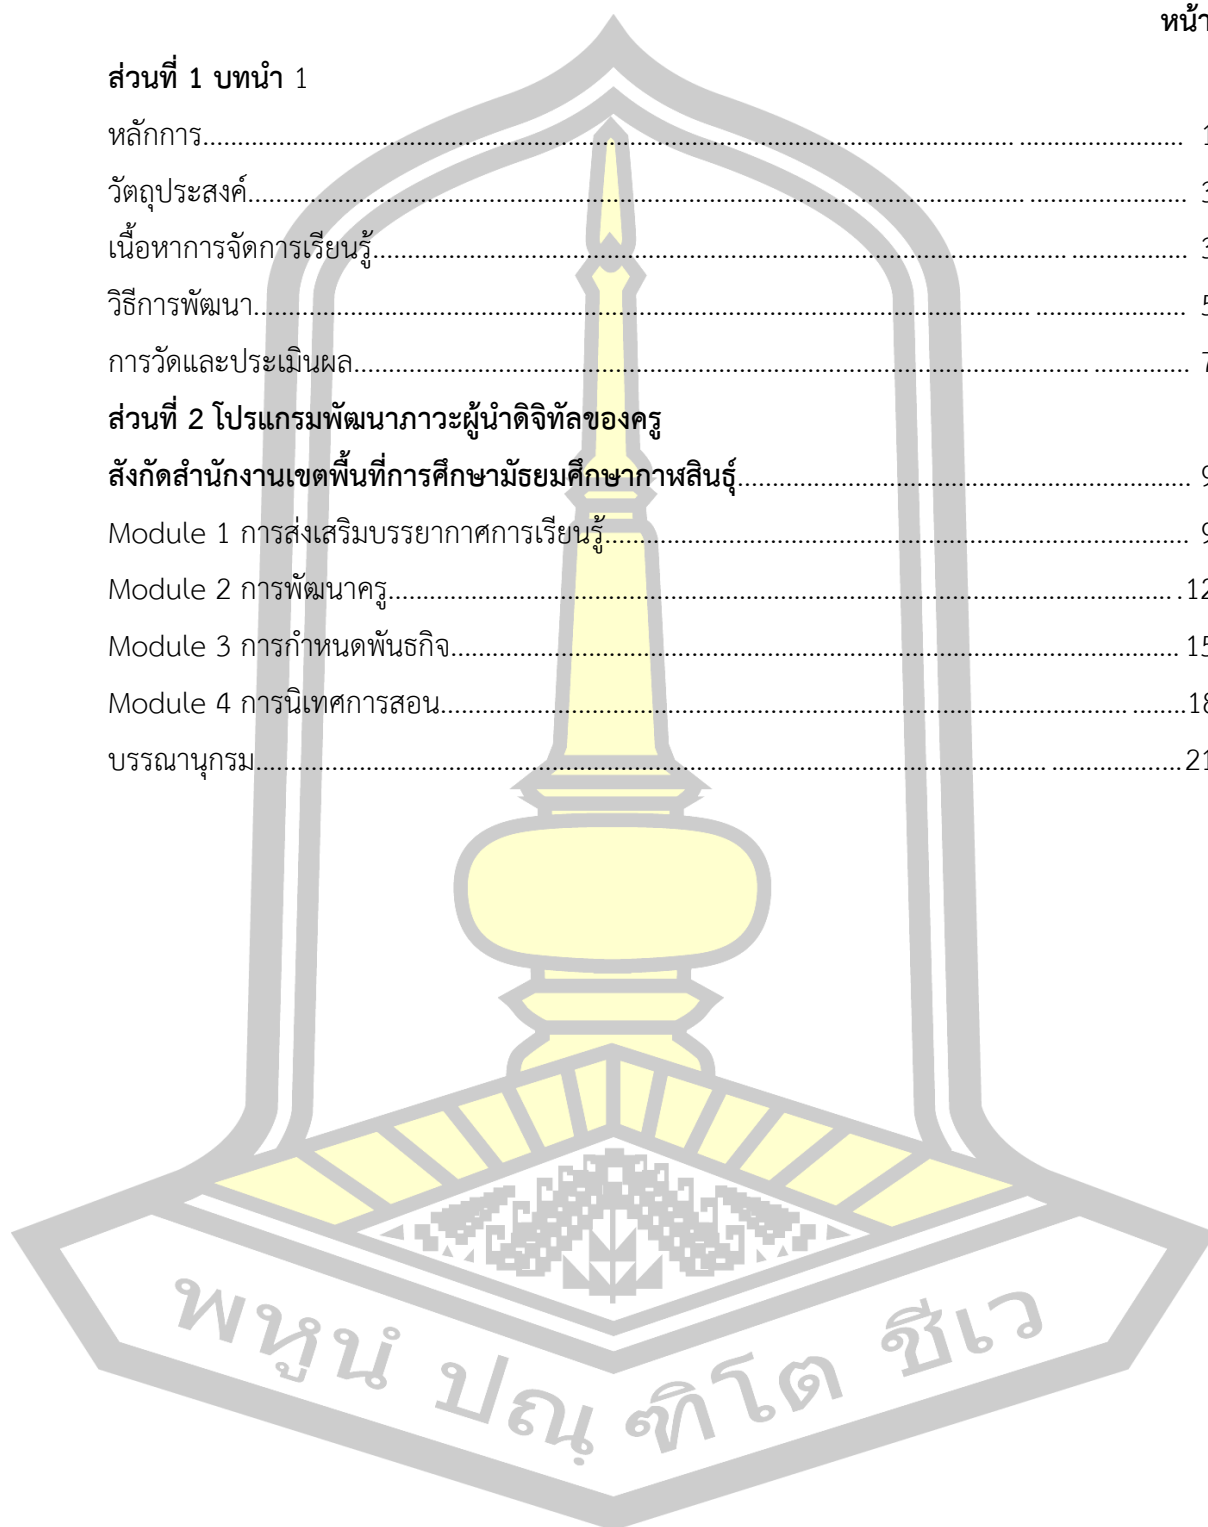 หน้า
ส่วนที่ 1 บทนำ 1
หลักการ.......................................................................................................................... 1
วัตถุประสงค์.................................................................................................................... 3
เนื้อหาการจัดการเรียนรู้.................................................................................................... 3
วิธีการพัฒนา................................................................................................................... 5
การวัดและประเมินผล...................................................................................................... 7
ส่วนที่ 2 โปรแกรมพัฒนาภาวะผู้นำดิจิทัลของครู
สังกัดสำนักงานเขตพื้นที่การศึกษามัธยมศึกษากาฬสินธุ์....................................................... 9
Module 1 การส่งเสริมบรรยากาศการเรียนรู้....................................................................... 9
Module 2 การพัฒนาครู.................................................................................................. 12
Module 3 การกำหนดพันธกิจ.......................................................................................... 15
Module 4 การนิเทศการสอน............................................................................................ 18
บรรณานุกรม................................................................................................................... 21
พหูนํ ปณฺฑิโต ชีเว